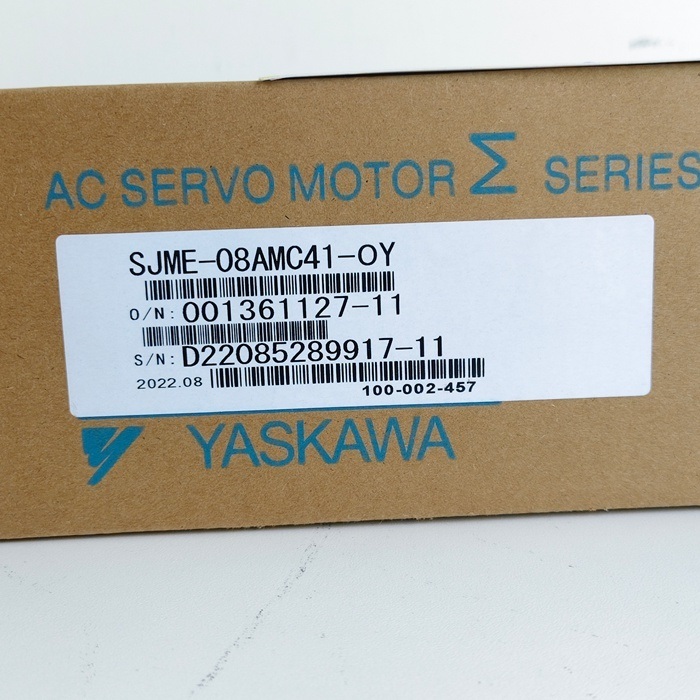 AC SERVO MOTOR Σ SERIES
SJME-08AMC41-OY
O/N: 001361127-11
S/N: D22085289917-11
2022.08
100-002-457
YASKAWA